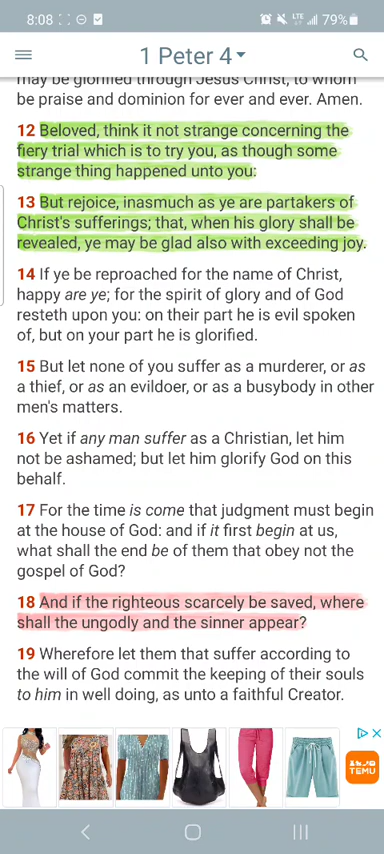 8:08
LTE 79%
1 Peter 4
may be glorified through Jesus Christ, to whom
be praise and dominion for ever and ever. Amen.
12 Beloved, think it not strange concerning the
fiery trial which is to try you, as though some
strange thing happened unto you:
13 But rejoice, inasmuch as ye are partakers of
Christ's sufferings; that, when his glory shall be
revealed, ye may be glad also with exceeding joy.
14 If ye be reproached for the name of Christ,
happy are ye; for the spirit of glory and of God
resteth upon you: on their part he is evil spoken
of, but on your part he is glorified.
15 But let none of you suffer as a murderer, or as
a thief, or as an evildoer, or as a busybody in other
men's matters.
16 Yet if any man suffer as a Christian, let him
not be ashamed; but let him glorify God on this
behalf.
17 For the time is come that judgment must begin
at the house of God: and if it first begin at us,
what shall the end be of them that obey not the
gospel of God?
18 And if the righteous scarcely be saved, where
shall the ungodly and the sinner appear?
19 Wherefore let them that suffer according to
the will of God commit the keeping of their souls
to him in well doing, as unto a faithful Creator.
TEMU